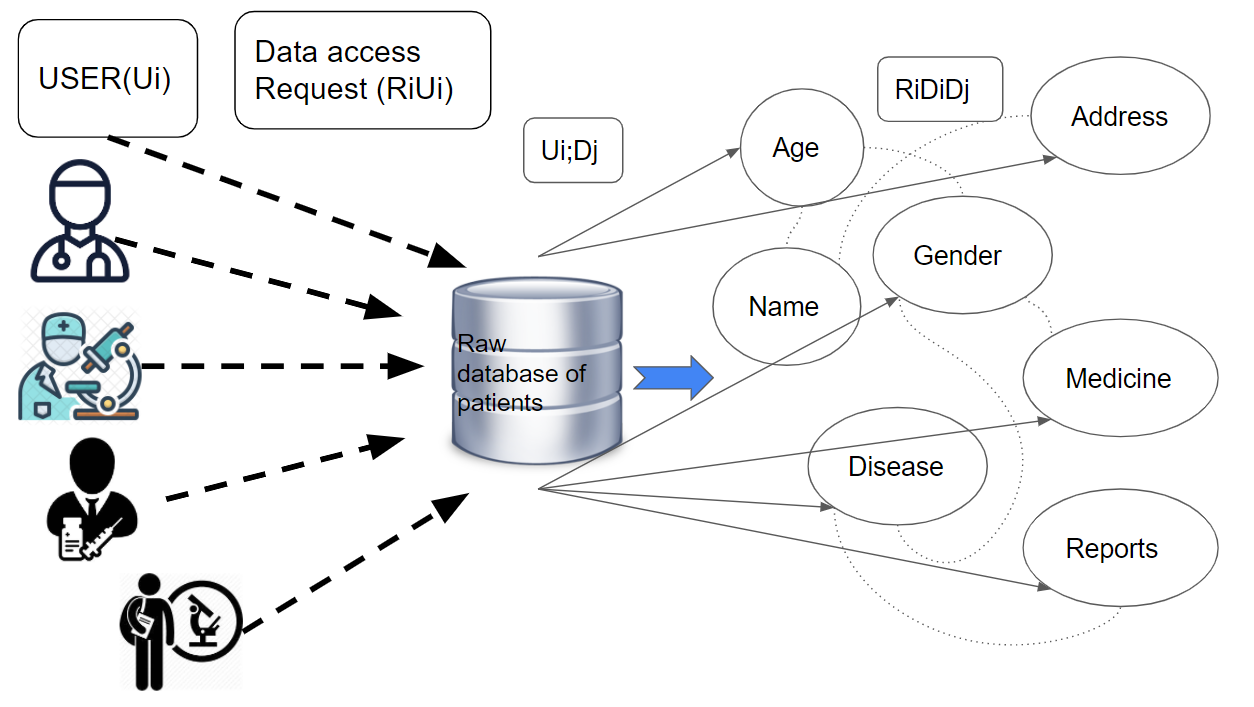 USER(Ui)
Data access
Request (RiUi)
Ui;Dj
RiDiDj
Age
Address
Gender
Name
Raw
database of
patients
Medicine
Disease
Reports